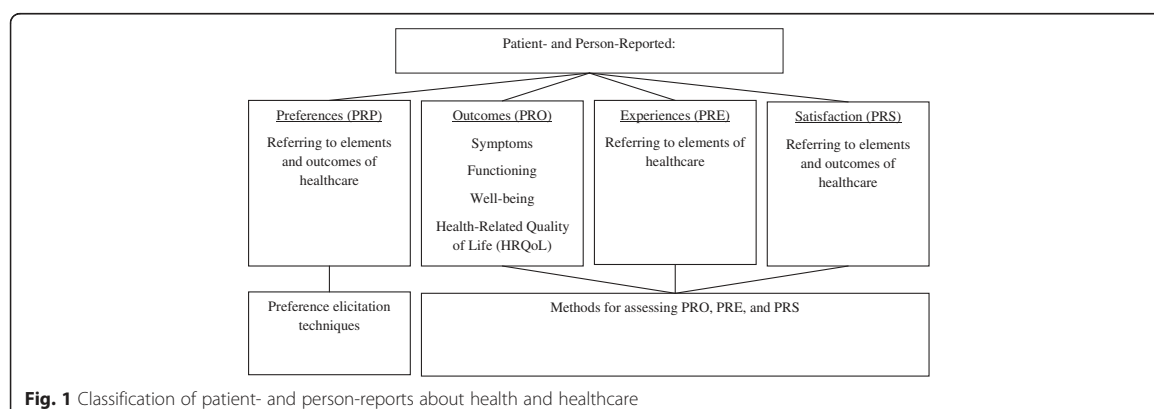 Patient- and Person-Reported:
Preferences (PRP)
Referring to elements
and outcomes of
healthcare
Outcomes (PRO)
Symptoms
Functioning
Well-being
Health-Related Quality
of Life (HRQoL)
Experiences (PRE)
Referring to elements of
healthcare
Satisfaction (PRS)
Referring to elements
and outcomes of
healthcare
Preference elicitation
techniques
Methods for assessing PRO, PRE, and PRS
Fig. 1 Classification of patient- and person-reports about health and healthcare